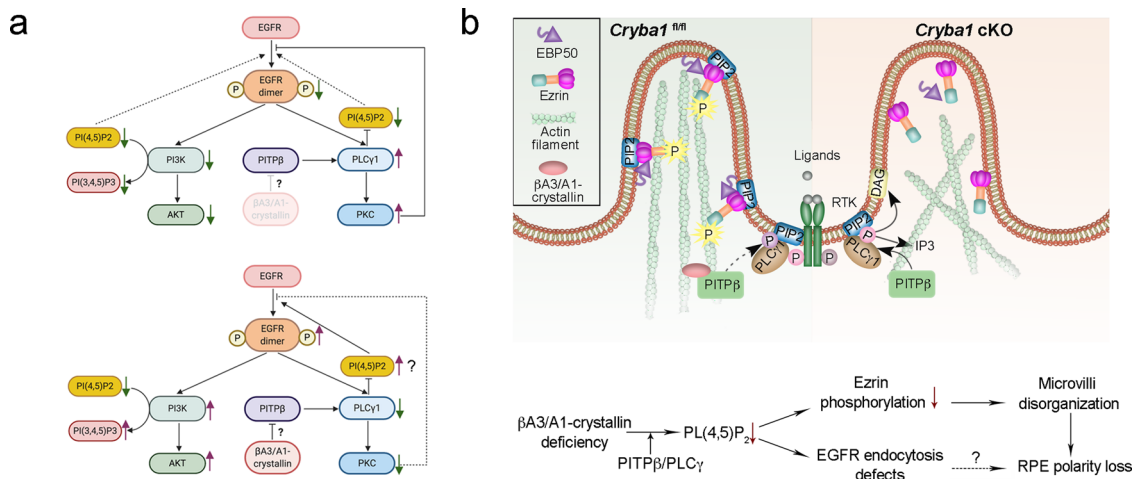 a
EGFR
P
EGFR
dimer
P
PI(4,5)P2
PI(4,5)P2
PI3K
PITPβ
PLCγ1
PI(3,4,5)P3
?
AKT
βA3/A1-
crystallin
PKC
EGFR
P
EGFR
dimer
P
PI(4,5)P2
?
PI(4,5)P2
PI3K
PITPβ
PLCγ1
PI(3,4,5)P3
?
AKT
βA3/A1-
crystallin
PKC
b
EBP50
Ezrin
Actin
filament
βA3/A1-
crystallin
Cryba1 fl/fl
Cryba1 cKO
PIP2
P
PIP2
P
PIP2
P
Ligands
RTK
DAG
PIP2
P
PLCγ1
P
P
PIP2
P
PLCγ1
IP3
PITPβ
PITPβ
βA3/A1-crystallin
deficiency
PITPβ/PLCγ
PL(4,5)P2
Ezrin
phosphorylation
Microvilli
disorganization
EGFR endocytosis
defects
?
RPE polarity loss